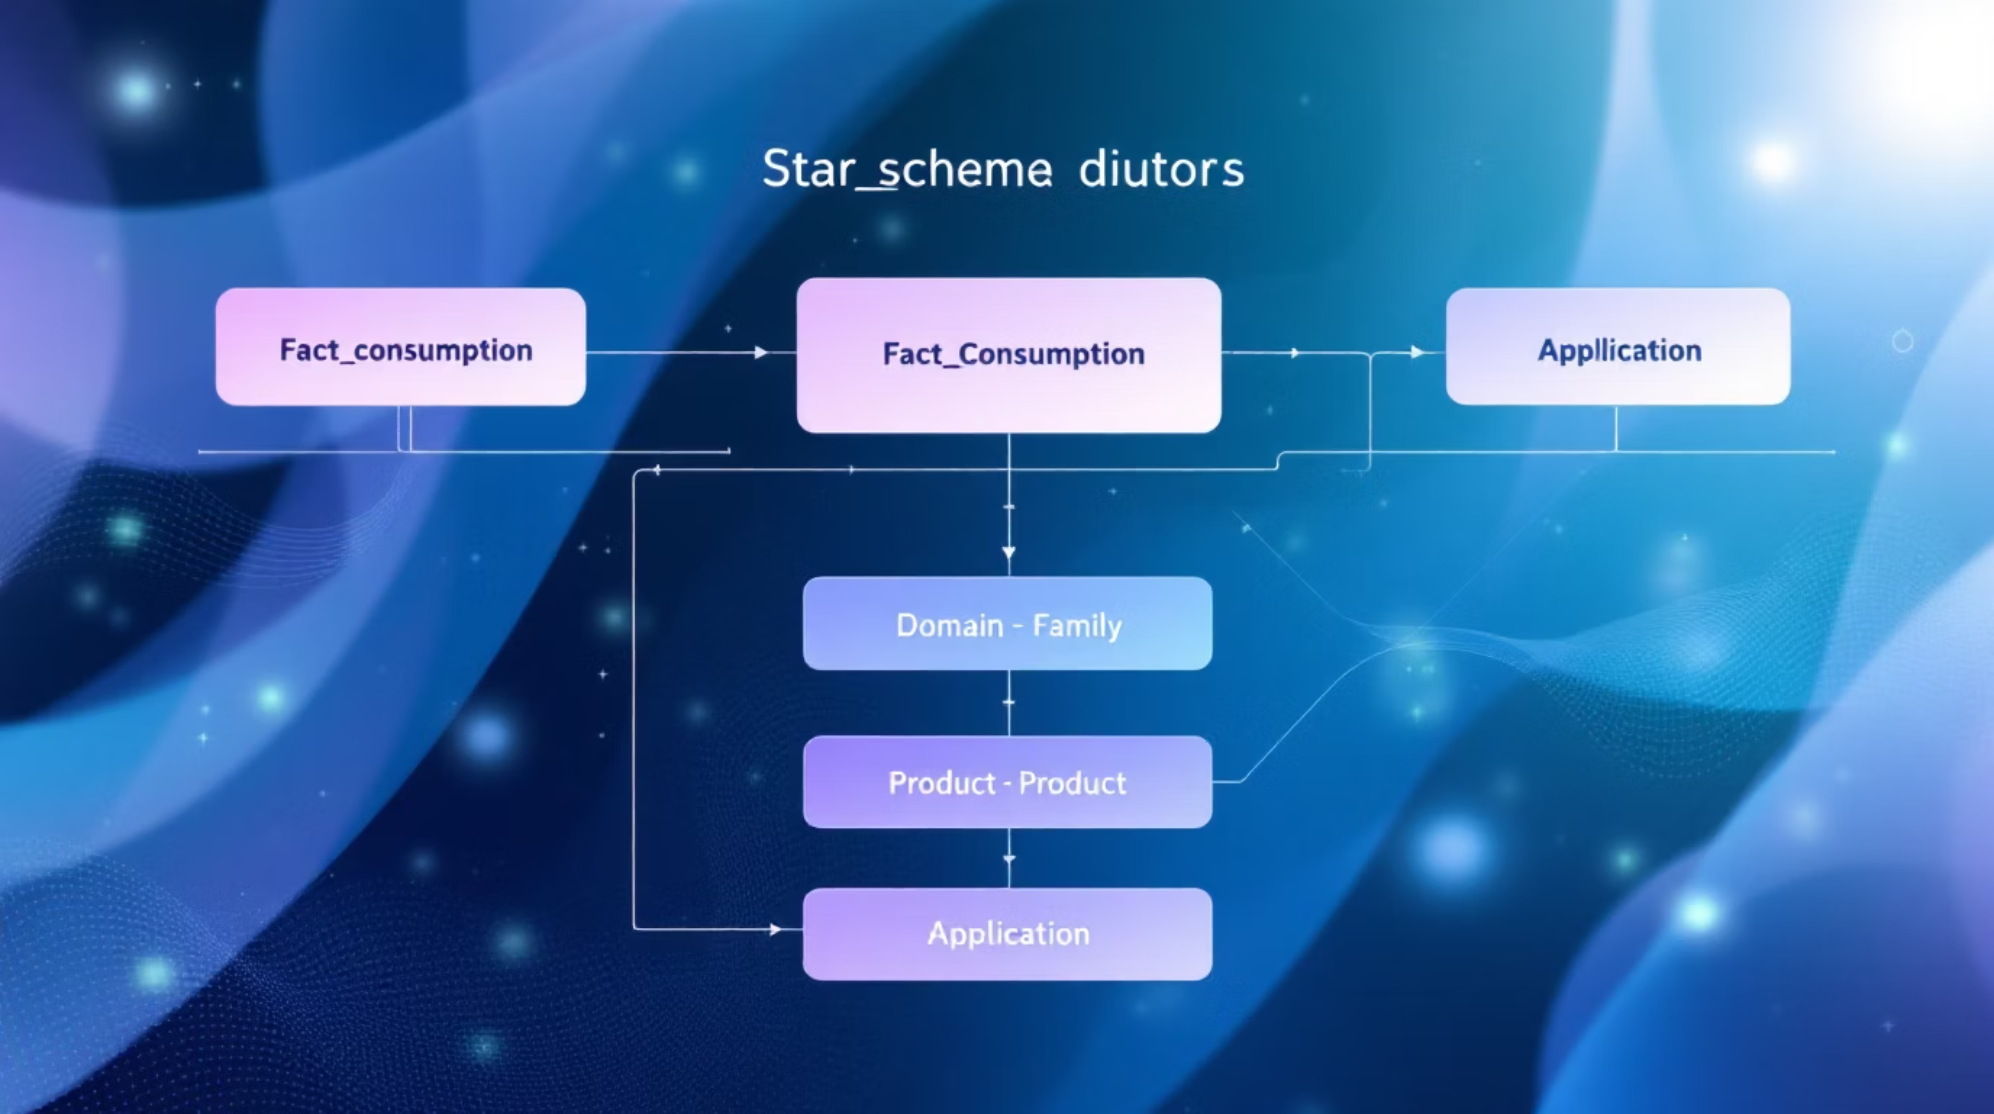 Star_scheme diutors
Fact_consumption
Fact_Consumption
Appllication
Domain - Family
Product - Product
Application